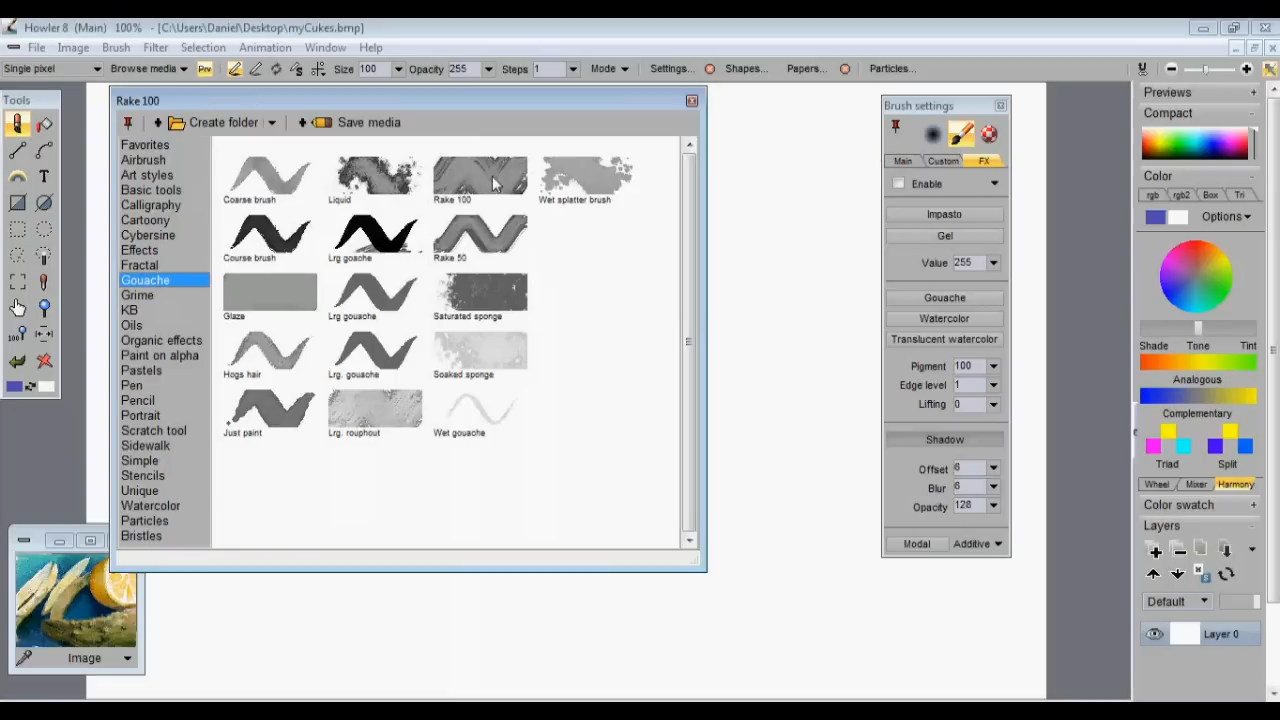 Howler 8 (Main) 100% - [C:\Users\Daniel\Desktop\myCukes.bmp]
File Image Brush Filter Selection Animation Window Help
Single pixel Browse media Prv Size 100 Opacity 255 Steps 1 Mode Settings... Shapes... Papers... Particles...
Tools
T
100
Rake 100
Create folder Save media
Favorites
Airbrush
Art styles
Basic tools
Calligraphy
Cartoony
Cybersine
Effects
Fractal
Gouache
Grime
KB
Oils
Organic effects
Paint on alpha
Pastels
Pen
Pencil
Portrait
Scratch tool
Sidewalk
Simple
Stencils
Unique
Watercolor
Particles
Bristles
Coarse brush Liquid Rake 100 Wet splatter brush
Course brush Lrg goache Rake 50
Glaze Lrg gouache Saturated sponge
Hogs hair Lrg. gouache Soaked sponge
Just paint Lrg. rouphout Wet gouache
Image
Brush settings
Main Custom FX
Enable
Impasto
Gel
Value 255
Gouache
Watercolor
Translucent watercolor
Pigment 100
Edge level 1
Lifting 0
Shadow
Offset 6
Blur 6
Opacity 128
Modal Additive
Previews
Compact
Color
rgb rgb2 Box Tri
Options
Shade Tone Tint
Analogous
Complementary
Triad Split
Wheel Mixer Harmony
Color swatch
Layers
Default
Layer 0